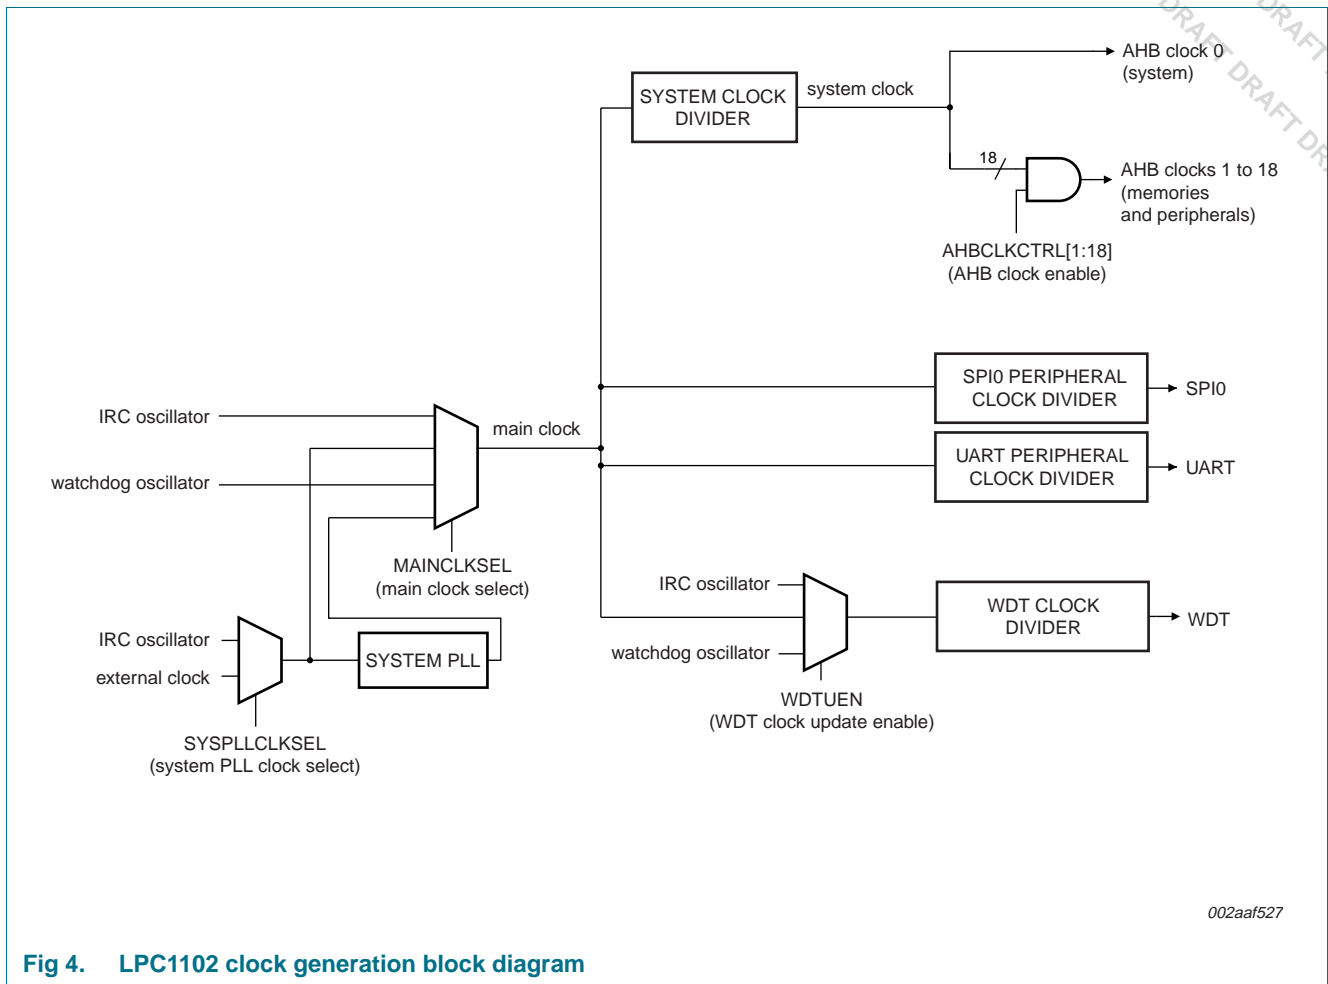 DRAFT DRAFT DRAFT
DRAFT
AHB clock 0
(system)
SYSTEM CLOCK
DIVIDER
system clock
18
AHB clocks 1 to 18
(memories
and peripherals)
AHBCLKCTRL[1:18]
(AHB clock enable)
SPI0 PERIPHERAL
CLOCK DIVIDER
SPI0
IRC oscillator
main clock
UART PERIPHERAL
CLOCK DIVIDER
UART
watchdog oscillator
MAINCLKSEL
(main clock select)
IRC oscillator
WDT CLOCK
DIVIDER
WDT
IRC oscillator
SYSTEM PLL
watchdog oscillator
external clock
WDTUEN
(WDT clock update enable)
SYSPLLCLKSEL
(system PLL clock select)
002aaf527
Fig 4. LPC1102 clock generation block diagram